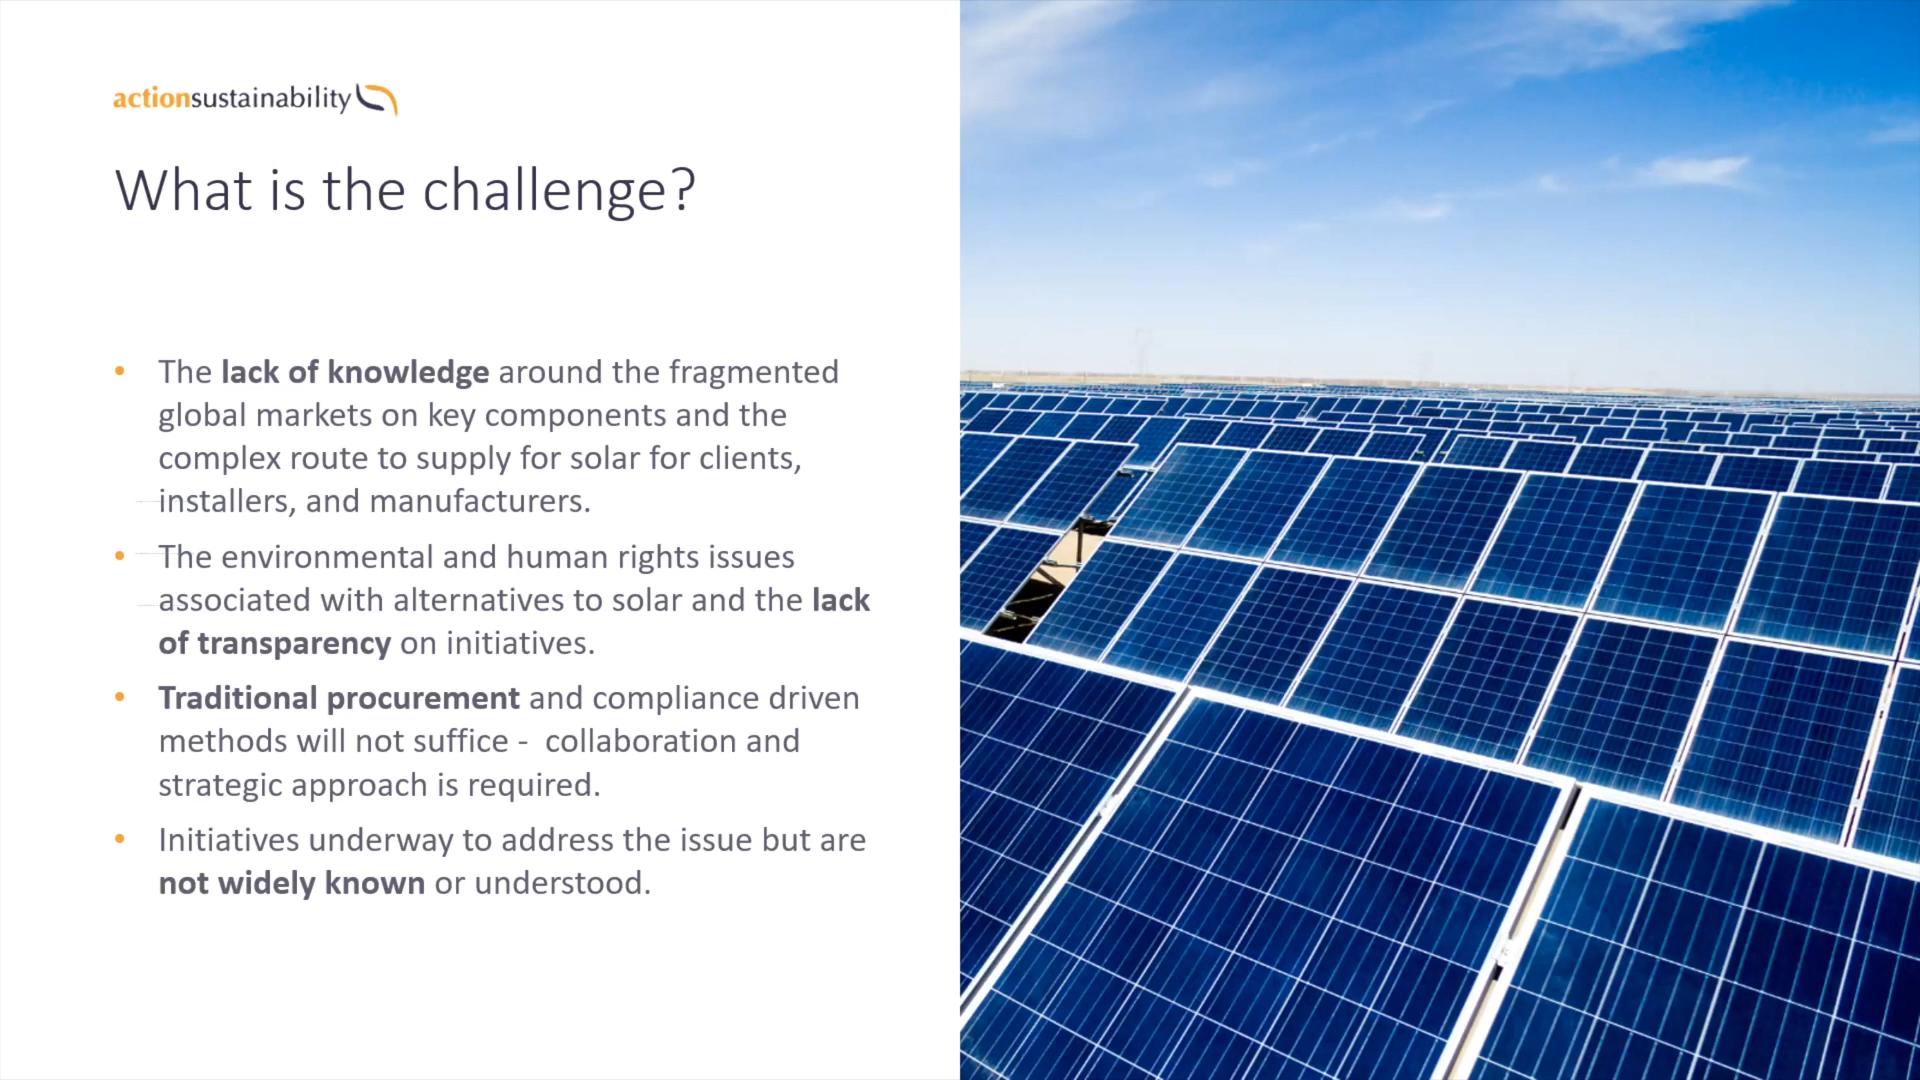 actionsustainability
What is the challenge?
• The lack of knowledge around the fragmented
global markets on key components and the
complex route to supply for solar for clients,
installers, and manufacturers.
• The environmental and human rights issues
associated with alternatives to solar and the lack
of transparency on initiatives.
• Traditional procurement and compliance driven
methods will not suffice -  collaboration and
strategic approach is required.
• Initiatives underway to address the issue but are
not widely known or understood.